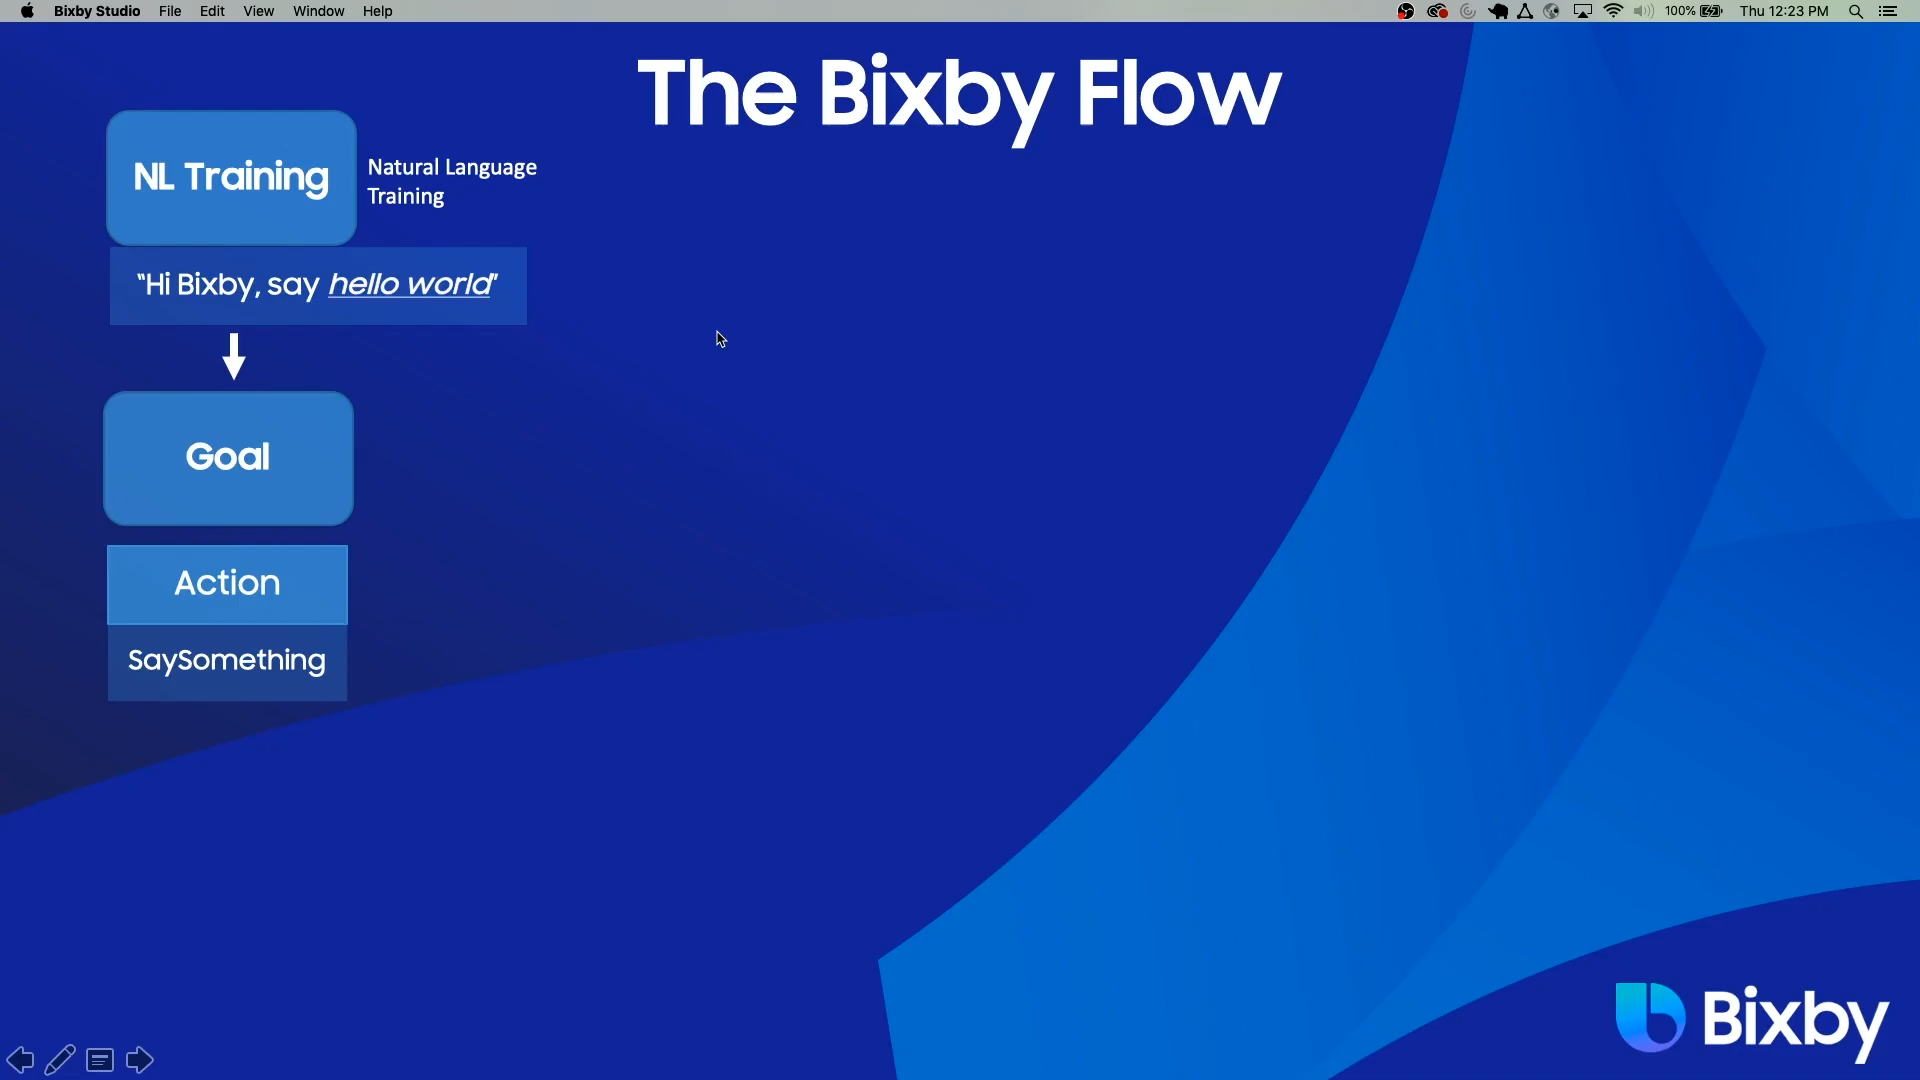 Bixby Studio File Edit View Window Help 100% Thu 12:23 PM
The Bixby Flow
NL Training
Natural Language
Training
“Hi Bixby, say hello world”
Goal
Action
SaySomething
Bixby